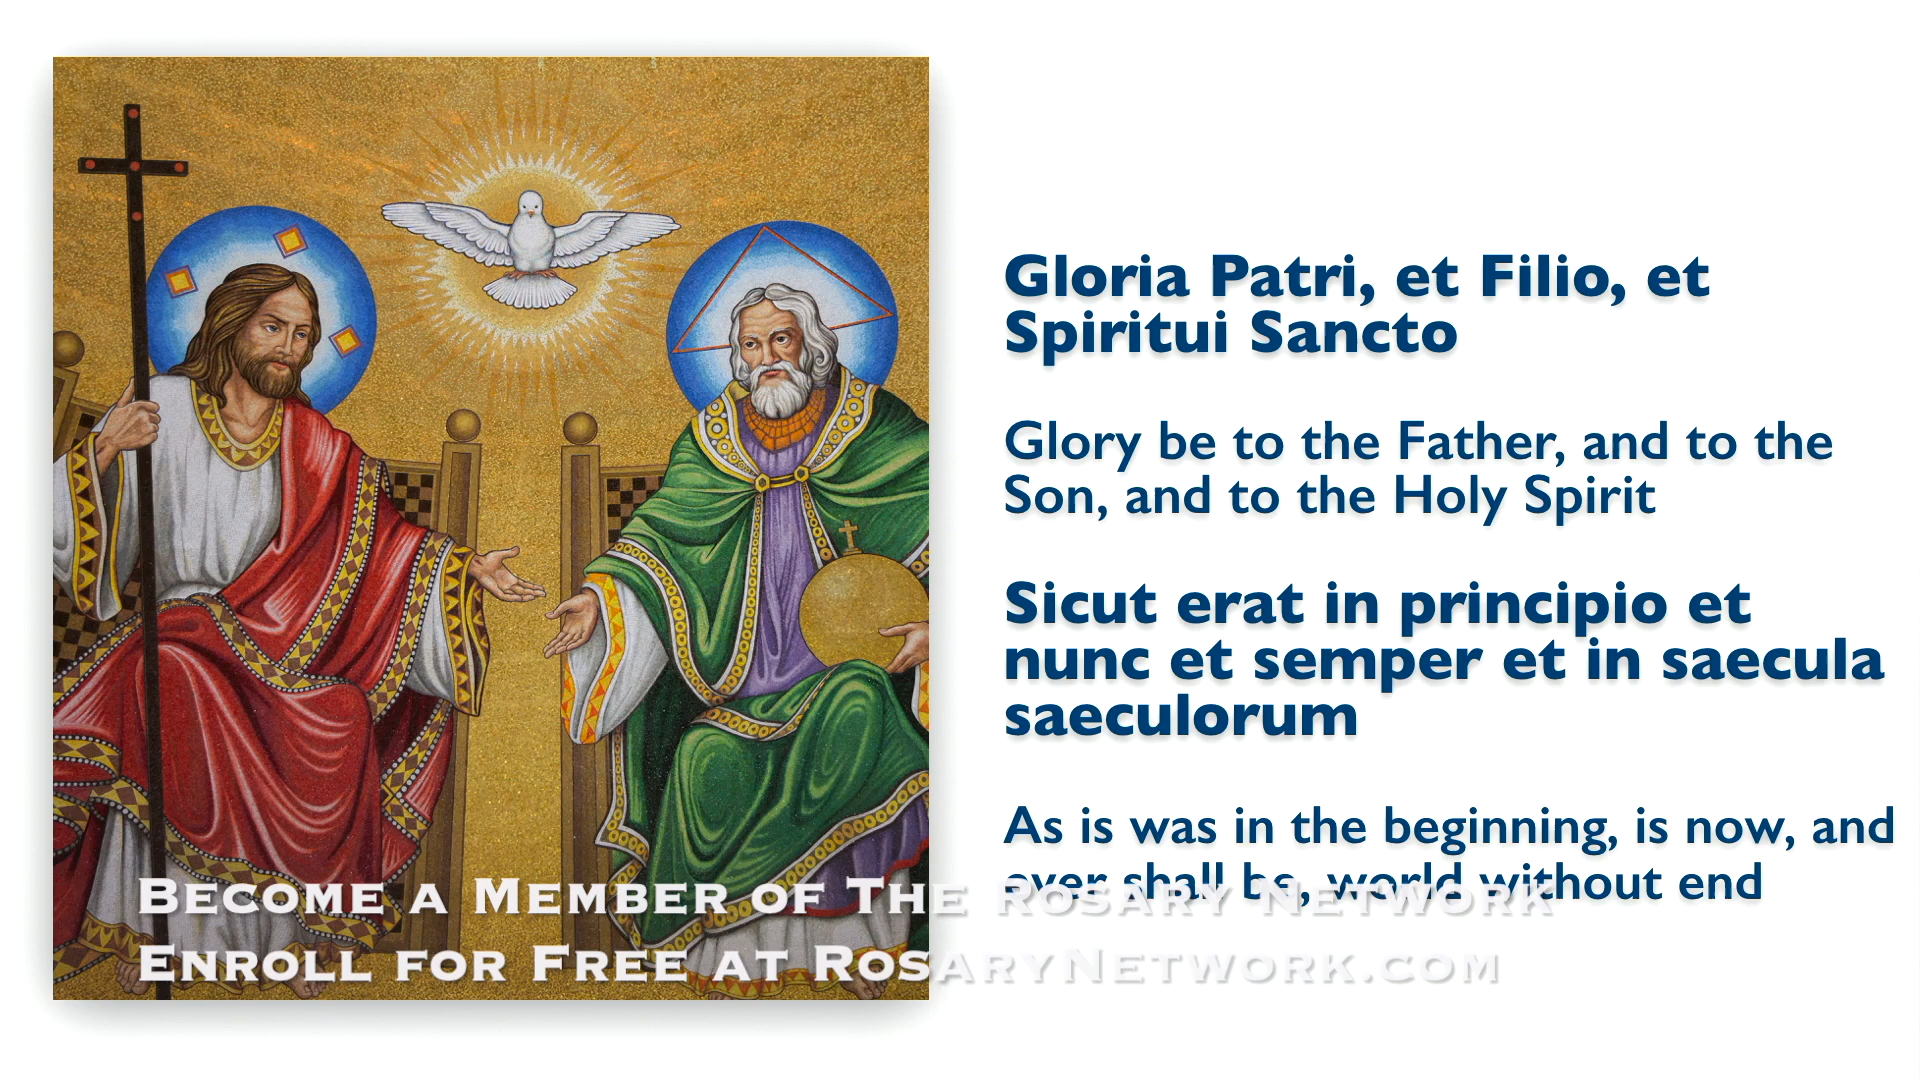 Gloria Patri, et Filio, et
Spiritui Sancto
Glory be to the Father, and to the
Son, and to the Holy Spirit
Sicut erat in principio et
nunc et semper et in saecula
saeculorum
As is was in the beginning, is now, and
ever shall be, world without end
Become a Member of The Rosary Network
Enroll for Free at RosaryNetwork.com